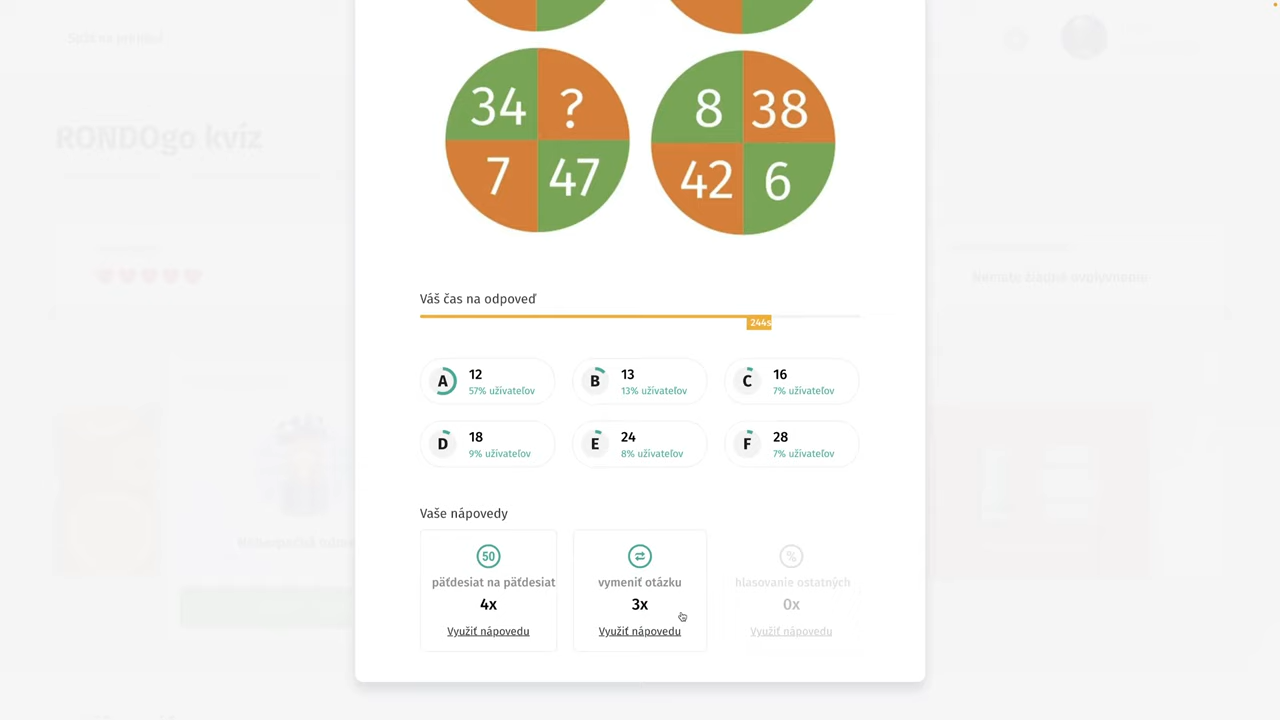 RONDOgo kvíz
34 ? 8 38
7 47 42 6
Váš čas na odpoveď
244s
A 12 B 13 C 16
57% užívateľov 13% užívateľov 7% užívateľov
D 18 E 24 F 28
9% užívateľov 8% užívateľov 7% užívateľov
Vaše nápovedy
50 %
päťdesiat na päťdesiat vymeniť otázku hlasovanie ostatných
4x 3x 0x
Využiť nápovedu Využiť nápovedu Využiť nápovedu